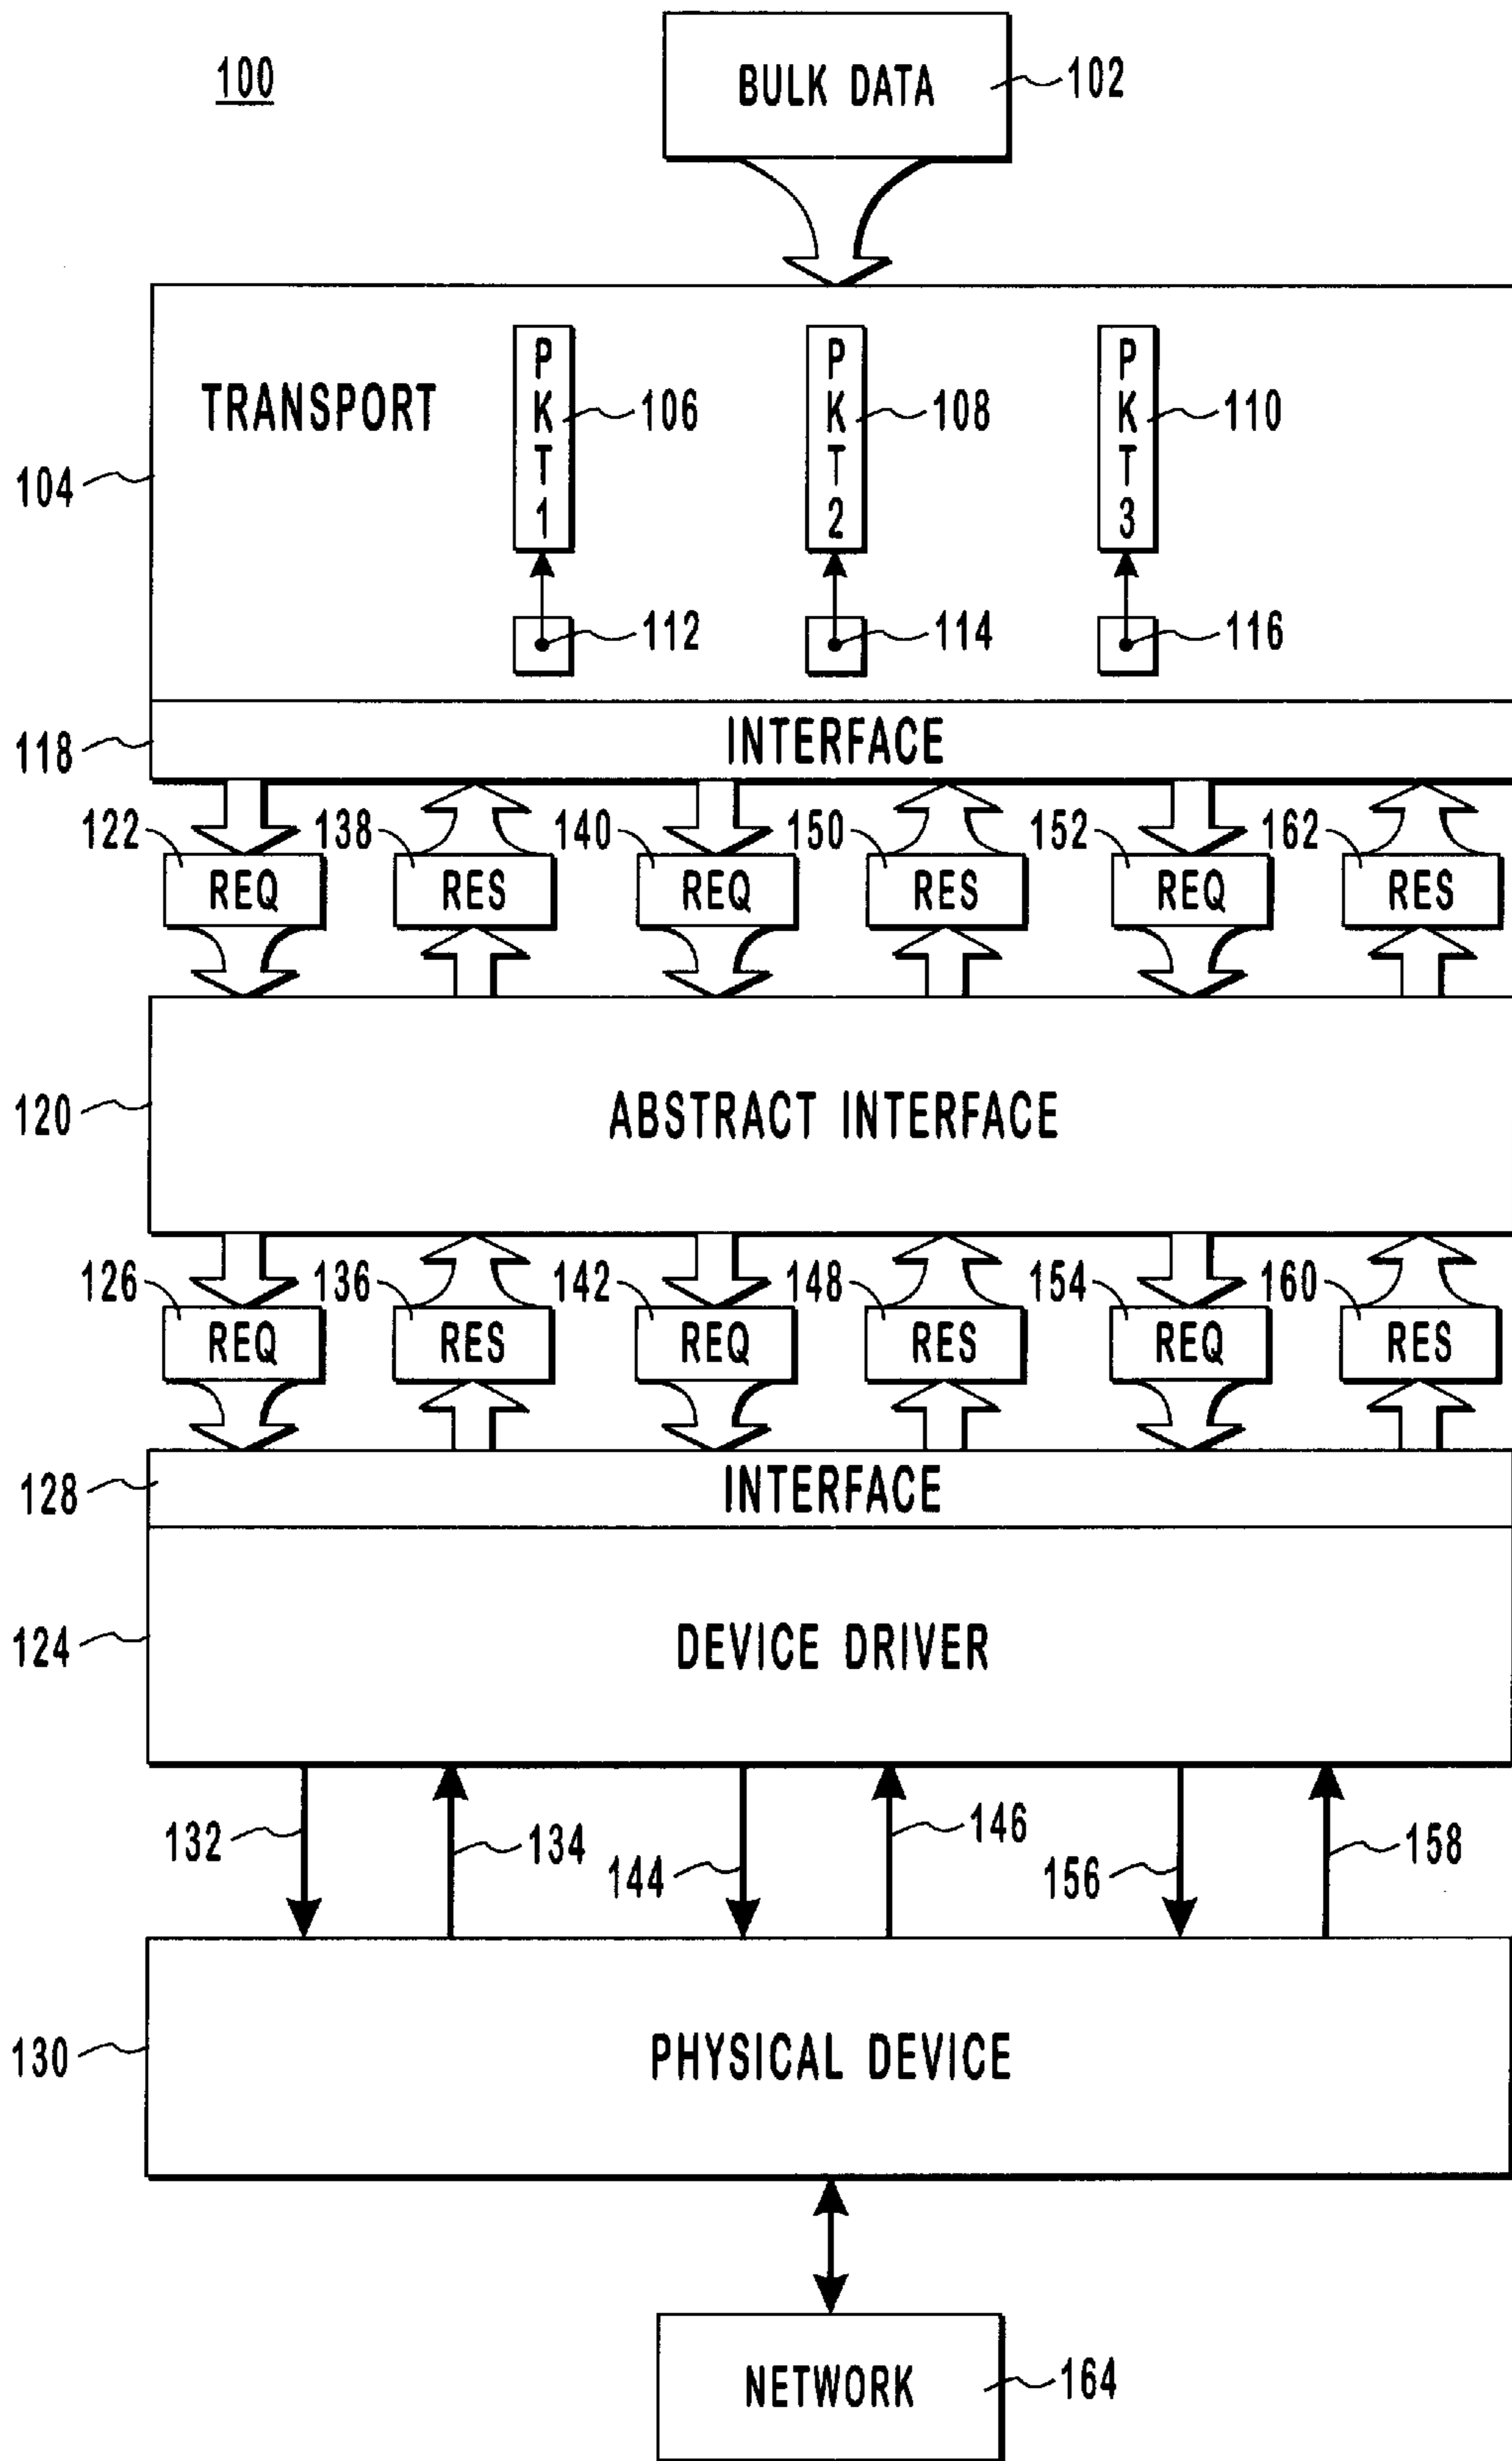 100
BULK DATA
102
TRANSPORT
PKT1
106
PKT2
108
PKT3
110
104
112
114
116
118
INTERFACE
122
138
140
150
152
162
REQ
RES
REQ
RES
REQ
RES
120
ABSTRACT INTERFACE
126
136
142
148
154
160
REQ
RES
REQ
RES
REQ
RES
128
INTERFACE
124
DEVICE DRIVER
132
134
144
146
156
158
130
PHYSICAL DEVICE
NETWORK
164